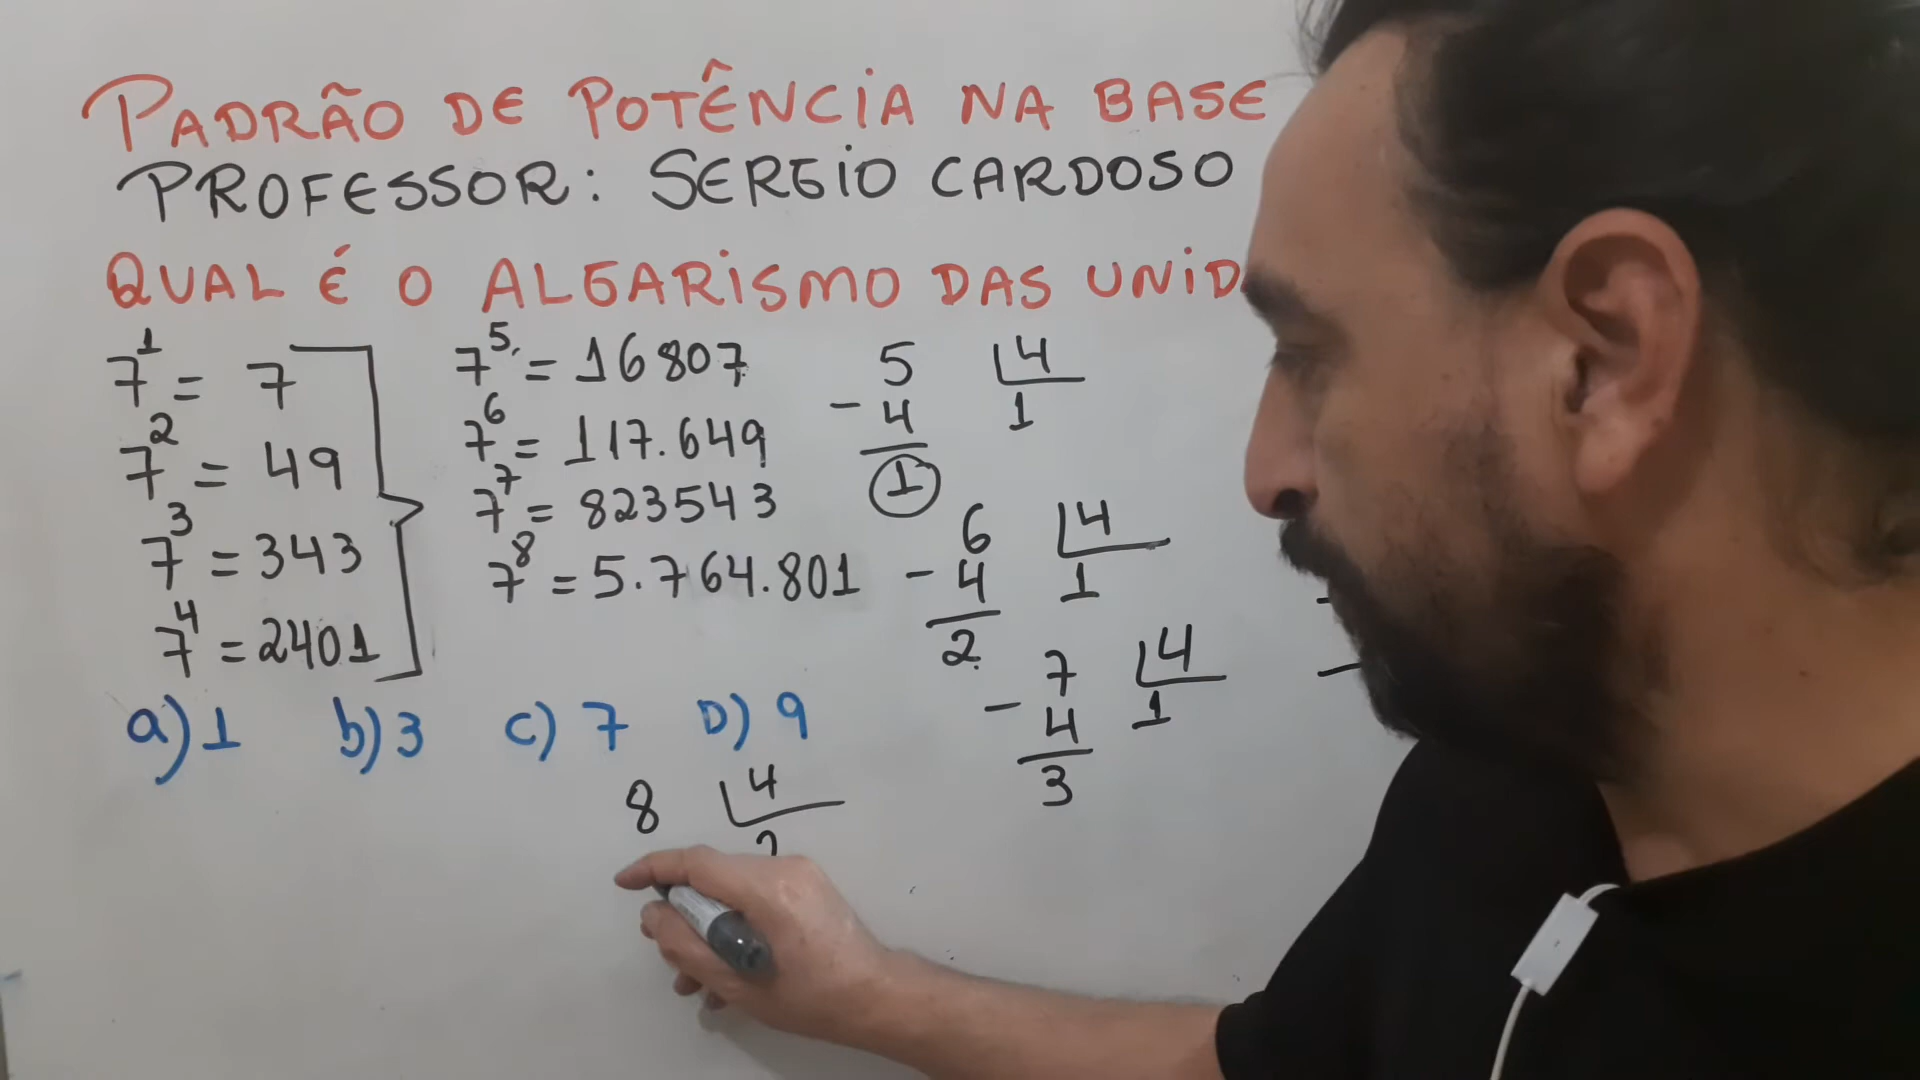 PADRÃO DE POTÊNCIA NA BASE
PROFESSOR: SERGIO CARDOSO
QUAL É O ALGARISMO DAS
7¹ = 7
7² = 49
7³ = 343
7⁴ = 2401
7⁵ = 16807
7⁶ = 117.649
7⁷ = 823543
7⁸ = 5.764.801
5 4
- 4 1
1
6 4
- 4 1
2
7 4
- 4 1
3
a) 1 b) 3 c) 7 D) 9
8 4